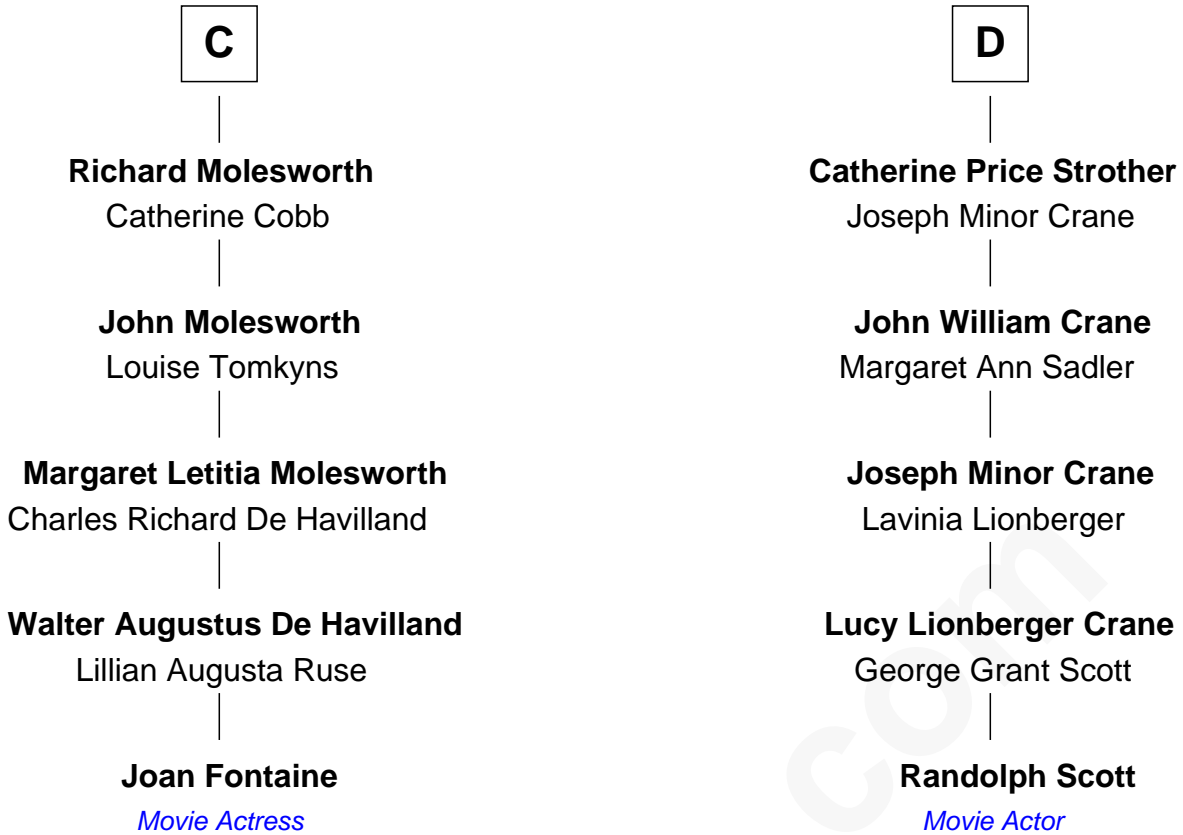 C
Richard Molesworth
Catherine Cobb
John Molesworth
Louise Tomkyns
Margaret Letitia Molesworth
Charles Richard De Havilland
Walter Augustus De Havilland
Lillian Augusta Ruse
Joan Fontaine
Movie Actress
D
Catherine Price Strother
Joseph Minor Crane
John William Crane
Margaret Ann Sadler
Joseph Minor Crane
Lavinia Lionberger
Lucy Lionberger Crane
George Grant Scott
Randolph Scott
Movie Actor
com